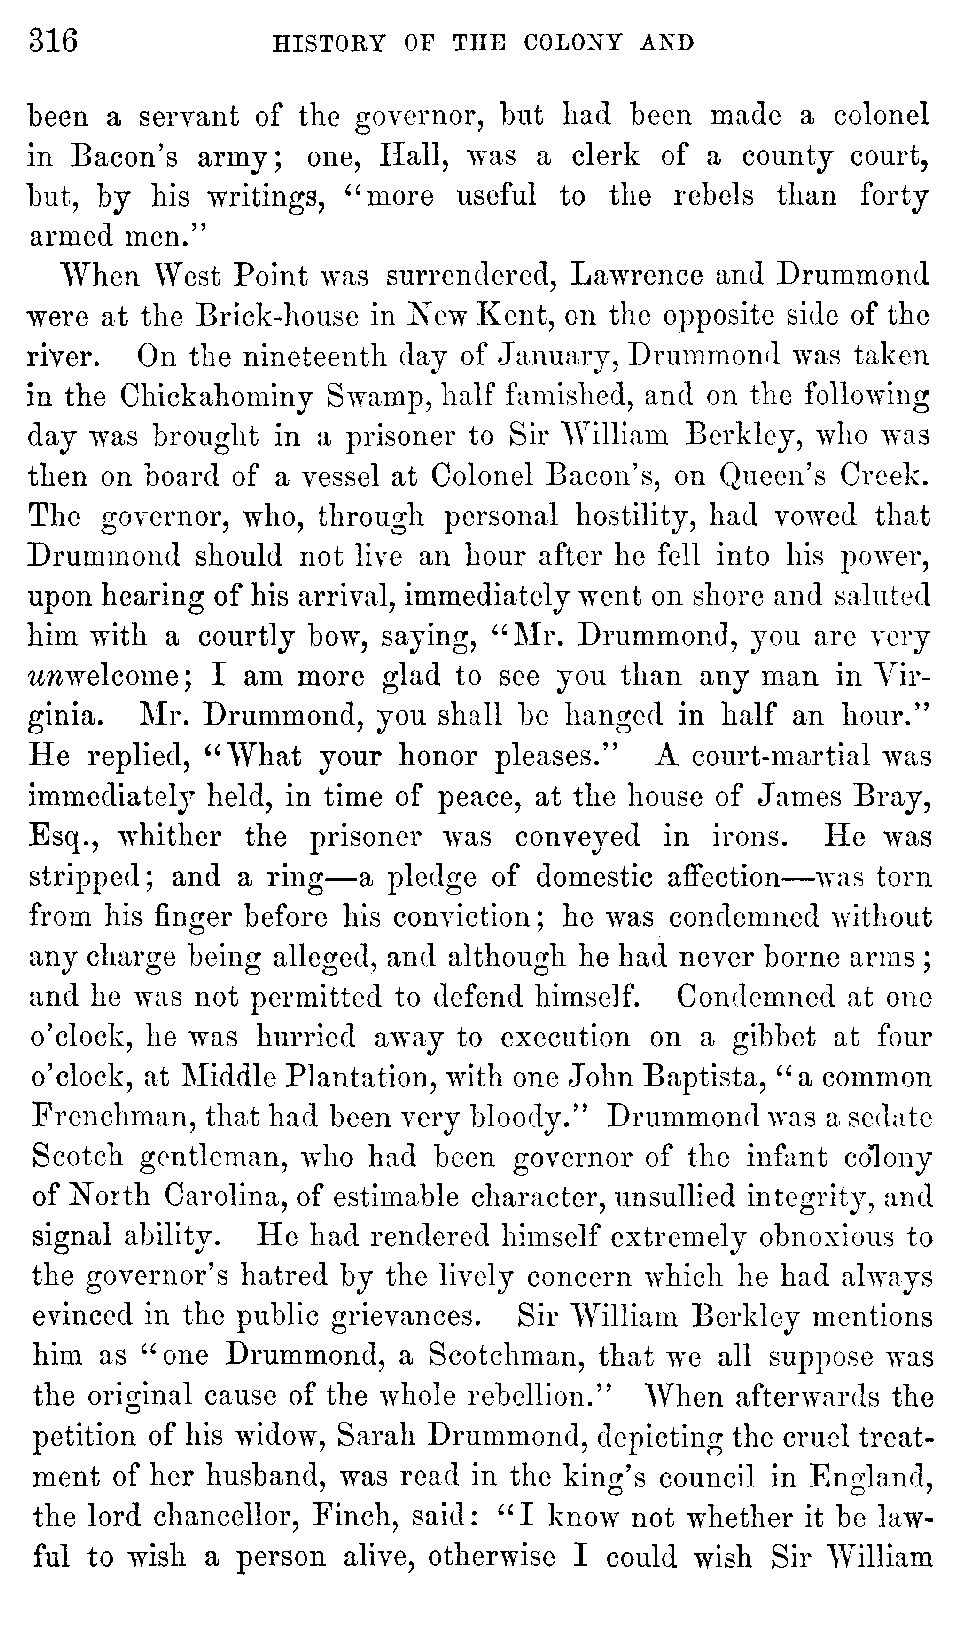 316 HISTORY OF THE COLONY AND
been a servant of the governor, but had been made a colonel
in Bacon's army; one, Hall, was a clerk of a county court,
but, by his writings, "more useful to the rebels than forty
armed men."
When West Point was surrendered, Lawrence and Drummond
were at the Brick-house in New Kent, on the opposite side of the
river. On the nineteenth day of January, Drummond was taken
in the Chickahominy Swamp, half famished, and on the following
day was brought in a prisoner to Sir William Berkley, who was
then on board of a vessel at Colonel Bacon's, on Queen's Creek.
The governor, who, through personal hostility, had vowed that
Drummond should not live an hour after he fell into his power,
upon hearing of his arrival, immediately went on shore and saluted
him with a courtly bow, saying, "Mr. Drummond, you are very
unwelcome; I am more glad to see you than any man in Vir-
ginia. Mr. Drummond, you shall be hanged in half an hour."
He replied, "What your honor pleases." A court-martial was
immediately held, in time of peace, at the house of James Bray,
Esq., whither the prisoner was conveyed in irons. He was
stripped; and a ring—a pledge of domestic affection—was torn
from his finger before his conviction; he was condemned without
any charge being alleged, and although he had never borne arms;
and he was not permitted to defend himself. Condemned at one
o'clock, he was hurried away to execution on a gibbet at four
o'clock, at Middle Plantation, with one John Baptista, "a common
Frenchman, that had been very bloody." Drummond was a sedate
Scotch gentleman, who had been governor of the infant colony
of North Carolina, of estimable character, unsullied integrity, and
signal ability. He had rendered himself extremely obnoxious to
the governor's hatred by the lively concern which he had always
evinced in the public grievances. Sir William Berkley mentions
him as "one Drummond, a Scotchman, that we all suppose was
the original cause of the whole rebellion." When afterwards the
petition of his widow, Sarah Drummond, depicting the cruel treat-
ment of her husband, was read in the king's council in England,
the lord chancellor, Finch, said: "I know not whether it be law-
ful to wish a person alive, otherwise I could wish Sir William